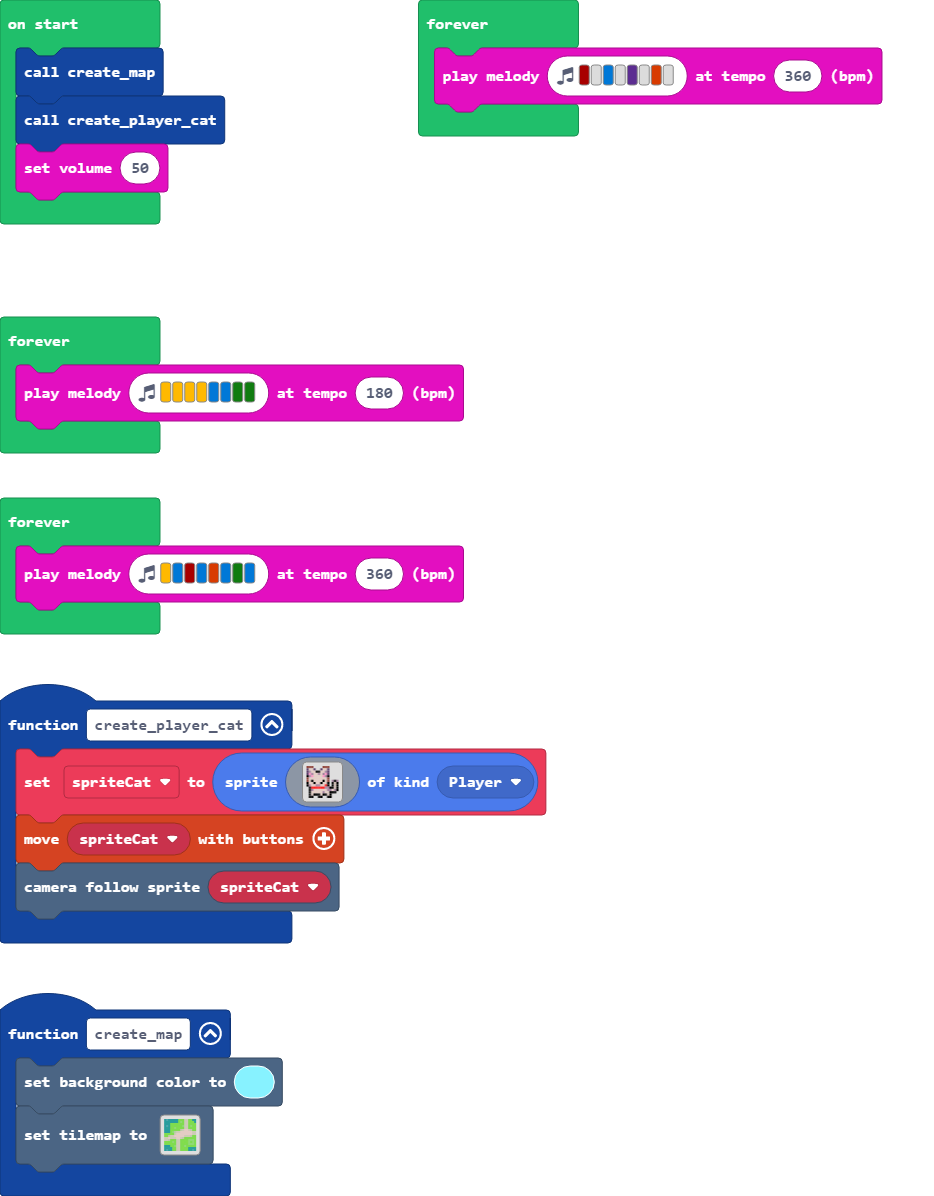 on start
call create_map
call create_player_cat
set volume 50
forever
play melody at tempo 360 (bpm)
forever
play melody at tempo 180 (bpm)
forever
play melody at tempo 360 (bpm)
function create_player_cat
set spriteCat to sprite of kind Player
move spriteCat with buttons
camera follow sprite spriteCat
function create_map
set background color to
set tilemap to